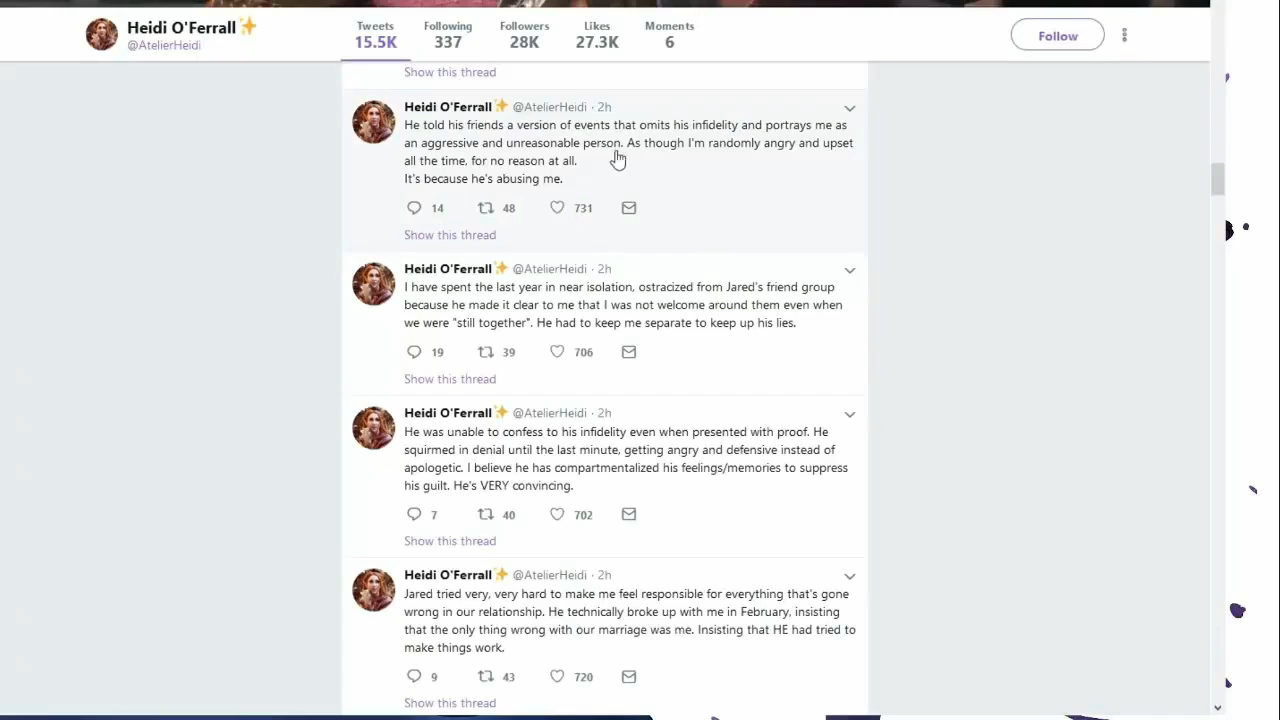 Heidi O'Ferrall✨
@AtelierHeidi
Tweets
15.5K
Following
337
Followers
28K
Likes
27.3K
Moments
6
Follow
Show this thread
Heidi O'Ferrall✨ @AtelierHeidi · 2h
He told his friends a version of events that omits his infidelity and portrays me as
an aggressive and unreasonable person. As though I'm randomly angry and upset
all the time, for no reason at all.
It's because he's abusing me.
14 48 731
Show this thread
Heidi O'Ferrall✨ @AtelierHeidi · 2h
I have spent the last year in near isolation, ostracized from Jared's friend group
because he made it clear to me that I was not welcome around them even when
we were "still together". He had to keep me separate to keep up his lies.
19 39 706
Show this thread
Heidi O'Ferrall✨ @AtelierHeidi · 2h
He was unable to confess to his infidelity even when presented with proof. He
squirmed in denial until the last minute, getting angry and defensive instead of
apologetic. I believe he has compartmentalized his feelings/memories to suppress
his guilt. He's VERY convincing.
7 40 702
Show this thread
Heidi O'Ferrall✨ @AtelierHeidi · 2h
Jared tried very, very hard to make me feel responsible for everything that's gone
wrong in our relationship. He technically broke up with me in February, insisting
that the only thing wrong with our marriage was me. Insisting that HE had tried to
make things work.
9 43 720
Show this thread